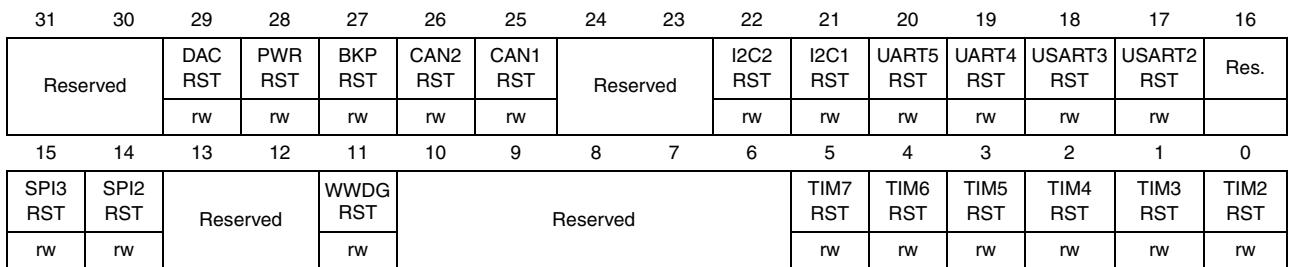 31 30 29 28 27 26 25 24 23 22 21 20 19 18 17 16
Reserved DAC RST PWR RST BKP RST CAN2 RST CAN1 RST Reserved I2C2 RST I2C1 RST UART5 RST UART4 RST USART3 RST USART2 RST Res.
rw rw rw rw rw rw rw rw rw rw rw
15 14 13 12 11 10 9 8 7 6 5 4 3 2 1 0
SPI3 RST SPI2 RST Reserved WWDG RST Reserved TIM7 RST TIM6 RST TIM5 RST TIM4 RST TIM3 RST TIM2 RST
rw rw rw rw rw rw rw rw rw